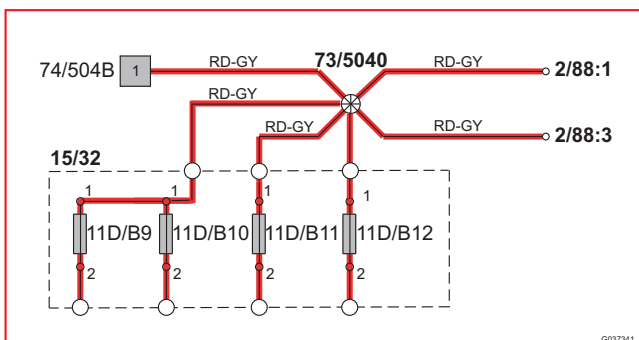 74/504B 1 RD-GY 73/5040 RD-GY 2/88:1
RD-GY
RD-GY RD-GY 2/88:3
15/32
1 1 1 1
11D/B9 11D/B10 11D/B11 11D/B12
2 2 2 2
G037341